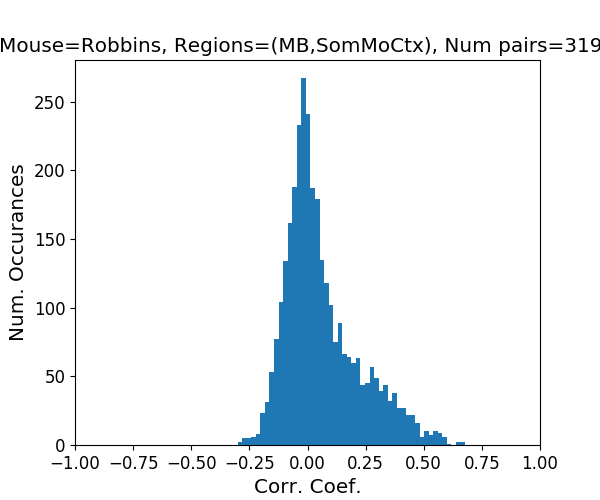 Mouse=Robbins, Regions=(MB,SomMoCtx), Num pairs=319
250
200
150
100
50
0
Num. Occurances
−1.00 −0.75 −0.50 −0.25 0.00 0.25 0.50 0.75 1.00
Corr. Coef.